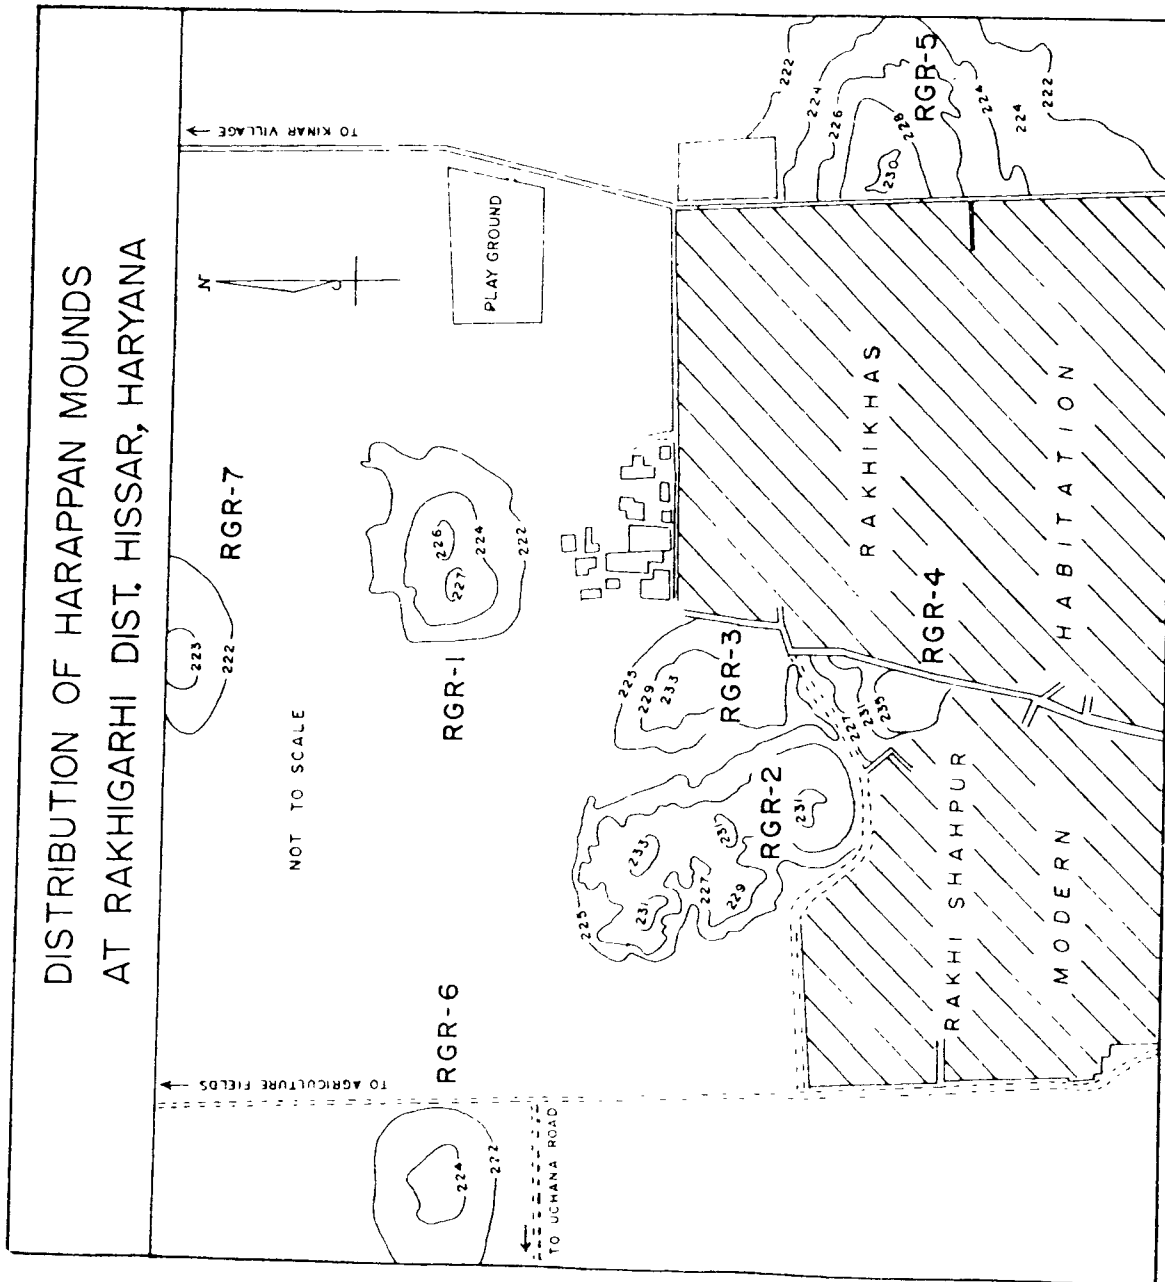 DISTRIBUTION OF HARAPPAN MOUNDS
AT RAKHIGARHI DIST. HISSAR, HARYANA
TO AGRICULTURE FIELDS
TO KINAR VILLAGE
N
NOT TO SCALE
223
222
RGR-7
RGR-6
224
222
TO UCHANA ROAD
RGR-1
227
226
224
222
PLAY GROUND
225
231
233
227
229
231
RGR-2
231
225
229
233
RGR-3
227
231
235
RGR-4
222
224
226
228
230
RGR-5
224
224
222
RAKHI SHAHPUR
RAKHIKHAS
MODERN
HABITATION